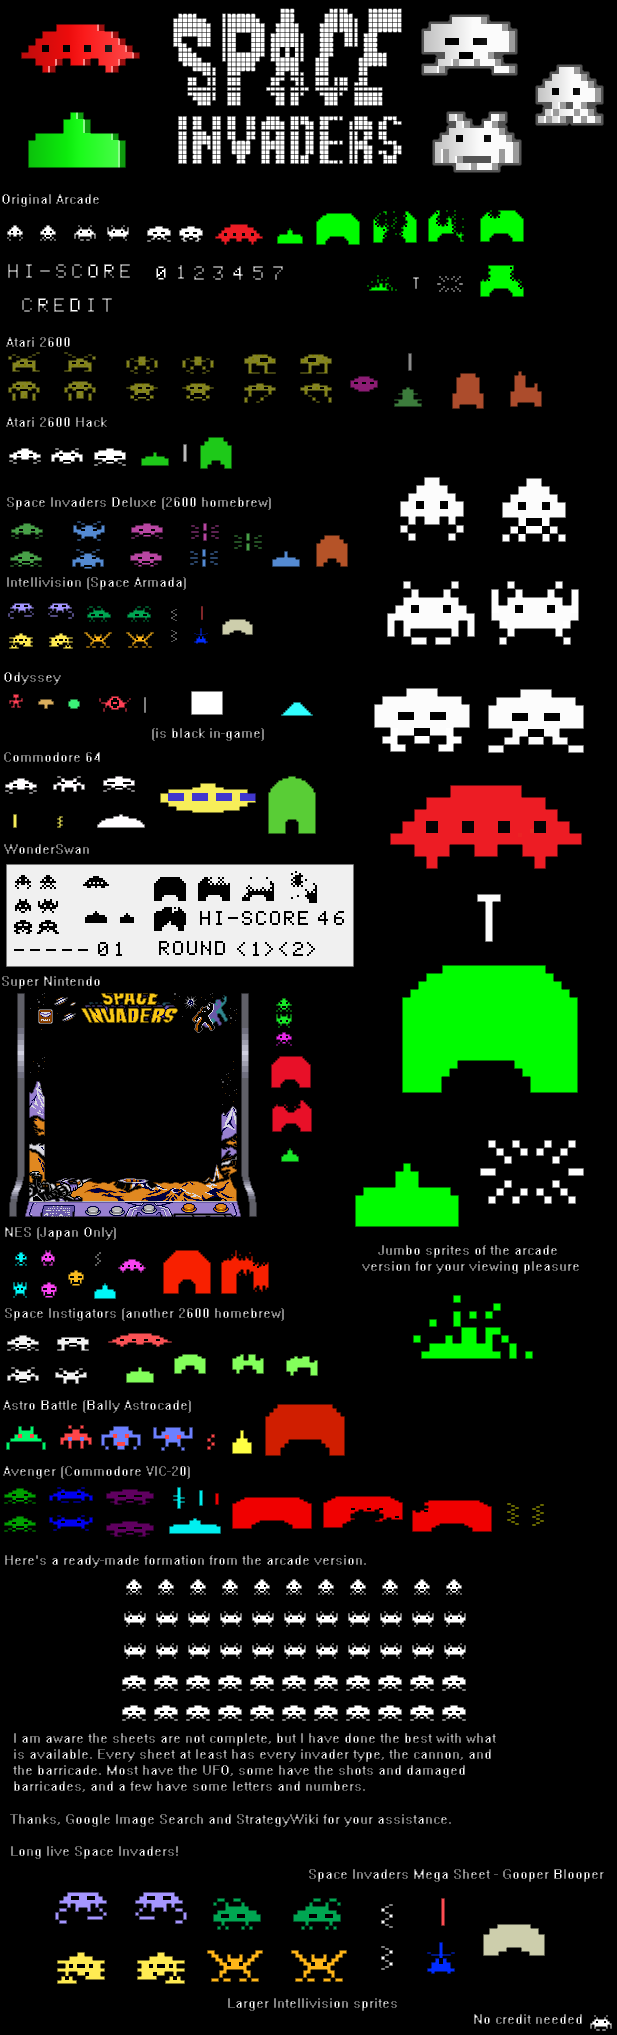 SPACE
INVADERS
Original Arcade
HI-SCORE 0123457
CREDIT
Atari 2600
Atari 2600 Hack
Space Invaders Deluxe (2600 homebrew)
Intellivision (Space Armada)
Odyssey
(is black in-game)
Commodore 64
WonderSwan
HI-SCORE 46
-----01 ROUND <1><2>
Super Nintendo
SPACE
INVADERS
NES (Japan Only)
Jumbo sprites of the arcade
version for your viewing pleasure
Space Instigators (another 2600 homebrew)
Astro Battle (Bally Astrocade)
Avenger (Commodore VIC-20)
Here's a ready-made formation from the arcade version.
I am aware the sheets are not complete, but I have done the best with what
is available. Every sheet at least has every invader type, the cannon, and
the barricade. Most have the UFO, some have the shots and damaged
barricades, and a few have some letters and numbers.
Thanks, Google Image Search and StrategyWiki for your assistance.
Long live Space Invaders!
Space Invaders Mega Sheet - Gooper Blooper
Larger Intellivision sprites
No credit needed